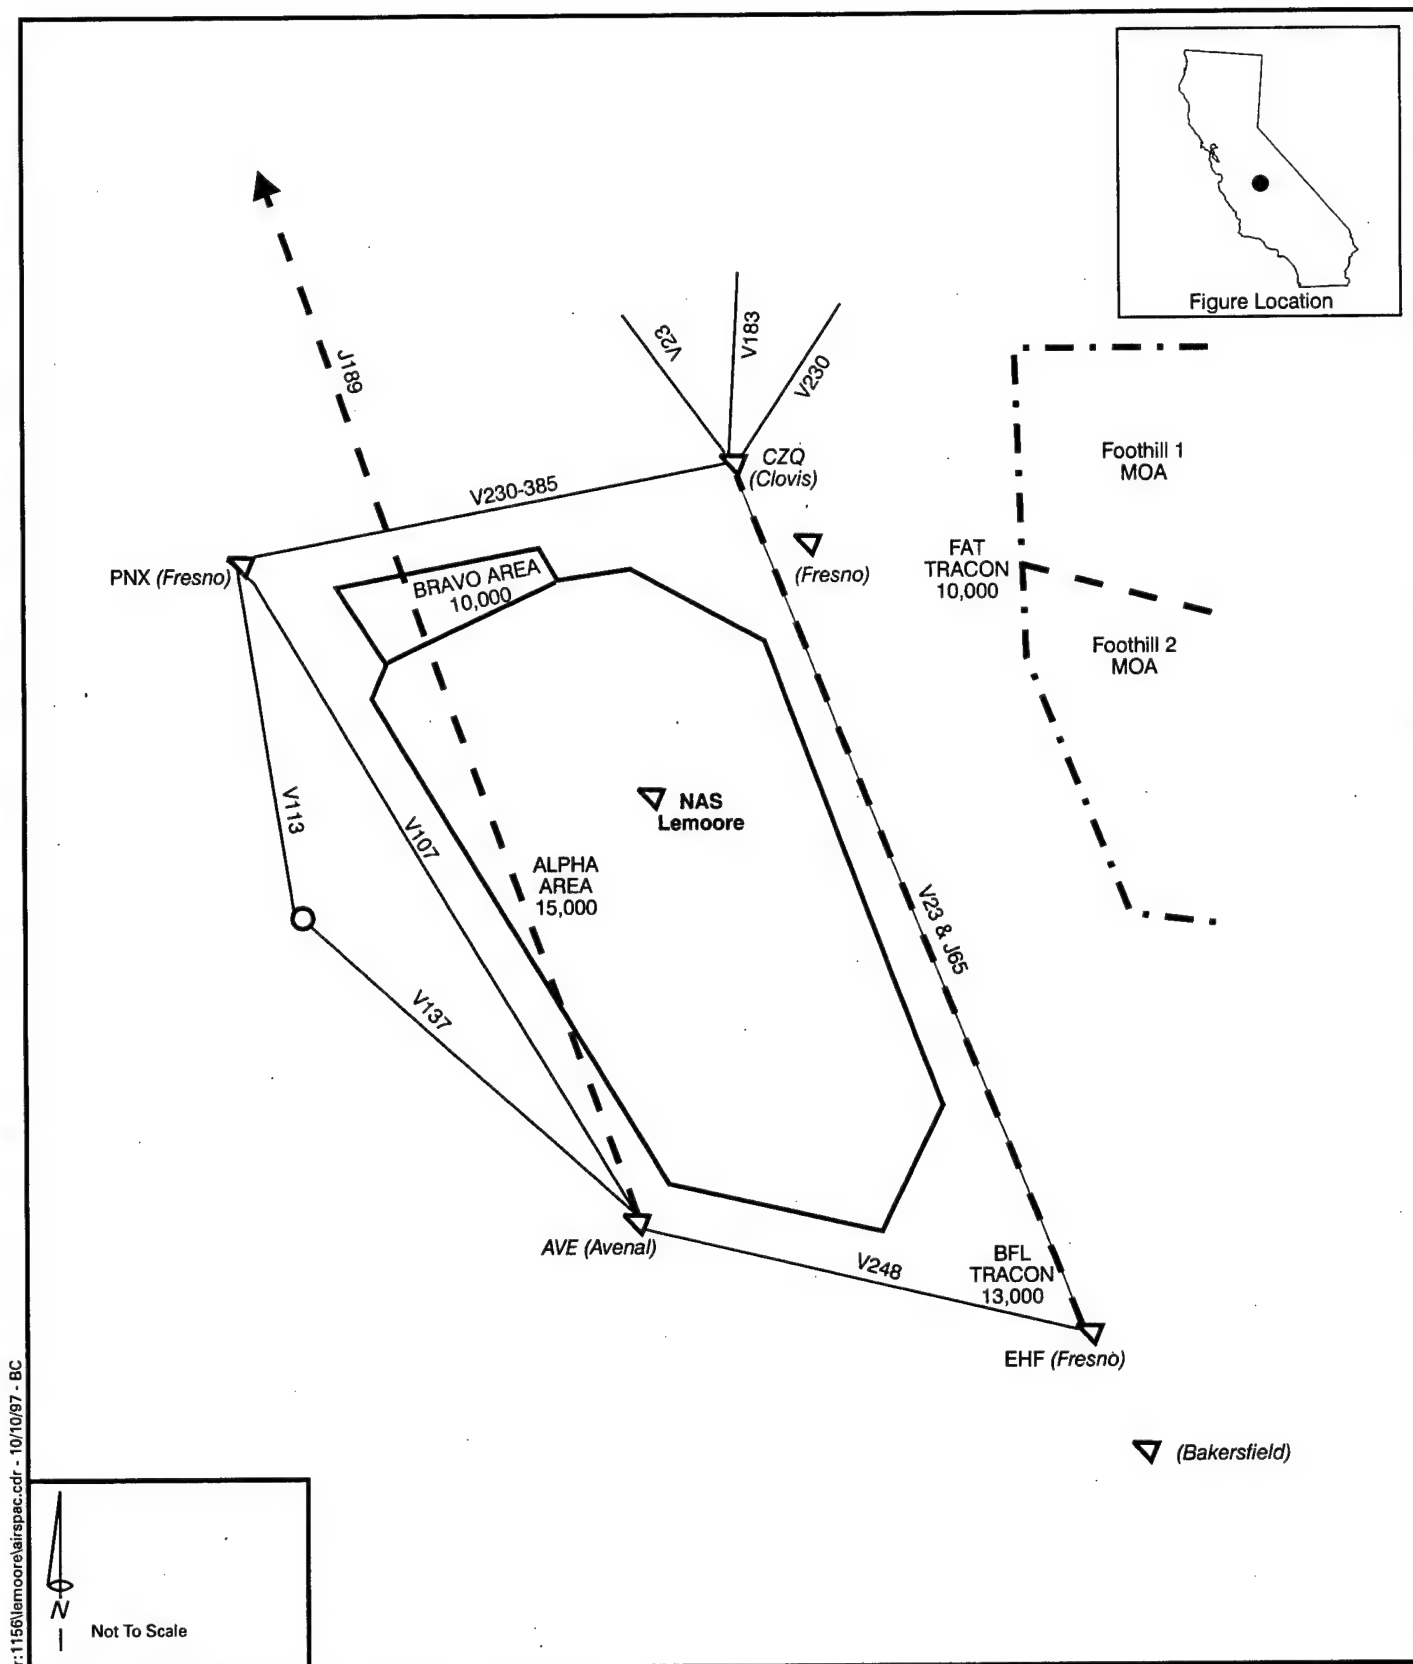 Figure Location
J189
V23
V183
V230
CZQ
(Clovis)
V230-385
Foothill 1
MOA
PNX (Fresno)
BRAVO AREA
10,000
(Fresno)
FAT
TRACON
10,000
Foothill 2
MOA
NAS
Lemoore
V113
V107
ALPHA
AREA
15,000
V23 & J65
V137
AVE (Avenal)
V248
BFL
TRACON
13,000
EHF (Fresno)
(Bakersfield)
r:1156\lemoore\airspac.cdr - 10/10/97 - BC
N
Not To Scale